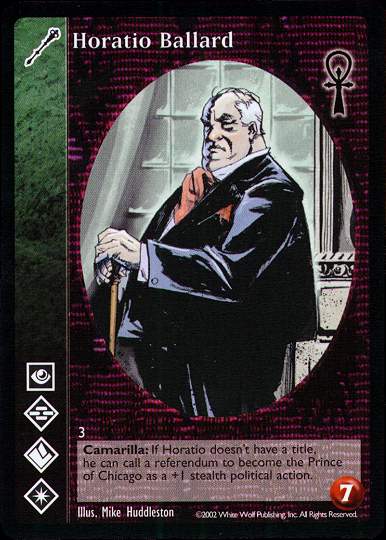 Horatio Ballard
3
Camarilla: If Horatio doesn't have a title,
he can call a referendum to become the Prince
of Chicago as a +1 stealth political action.
7
Illus. Mike Huddleston
©2002 White Wolf Publishing, Inc. All Rights Reserved.